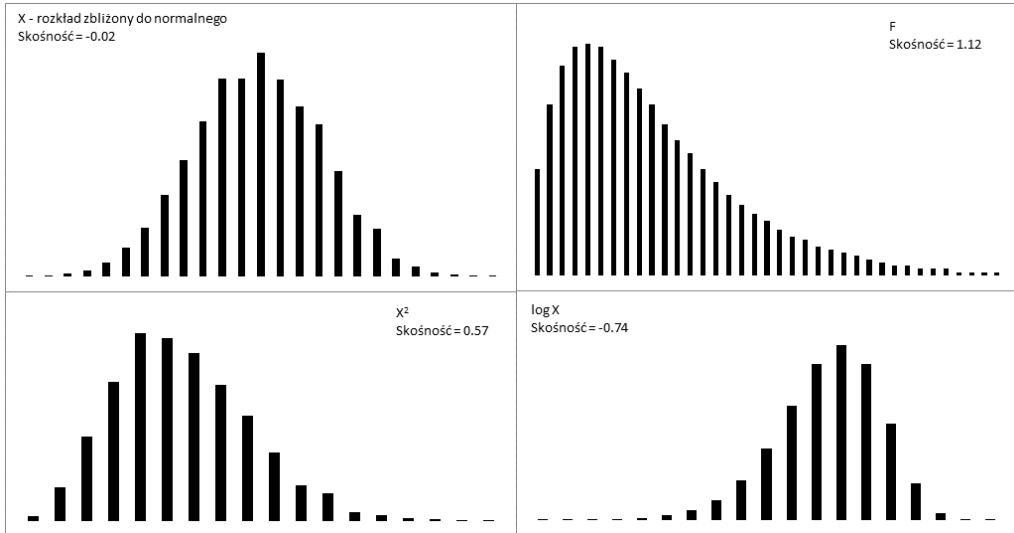 X - rozkład zbliżony do normalnego
Skośność = -0.02
F
Skośność = 1.12
X²
Skośność = 0.57
log X
Skośność = -0.74